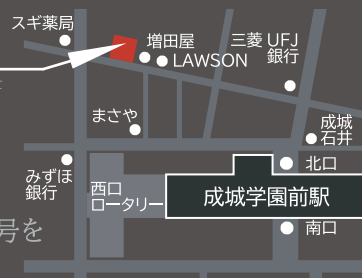 スギ薬局
増田屋
LAWSON
三菱 UFJ
銀行
まさや
成城
石井
みずほ
銀行
西口
ロータリー
北口
成城学園前駅
南口
号を